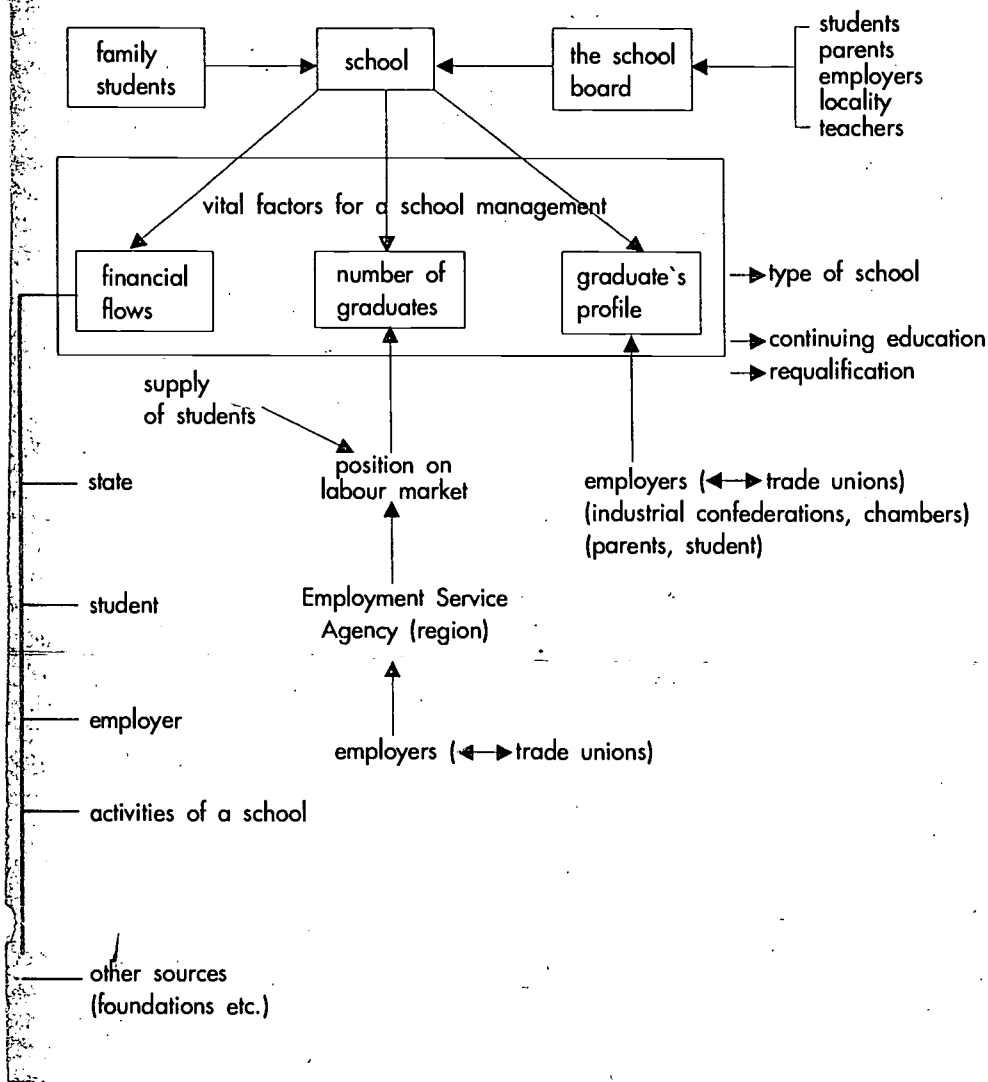 family
students
school
the school
board
students
parents
employers
locality
teachers
vital factors for a school management
financial
flows
number of
graduates
graduate`s
profile
type of school
continuing education
requalification
supply
of students
position on
labour market
employers (↔ trade unions)
(industrial confederations, chambers)
(parents, student)
state
student
Employment Service
Agency (region)
employer
employers (↔ trade unions)
activities of a school
other sources
(foundations etc.)